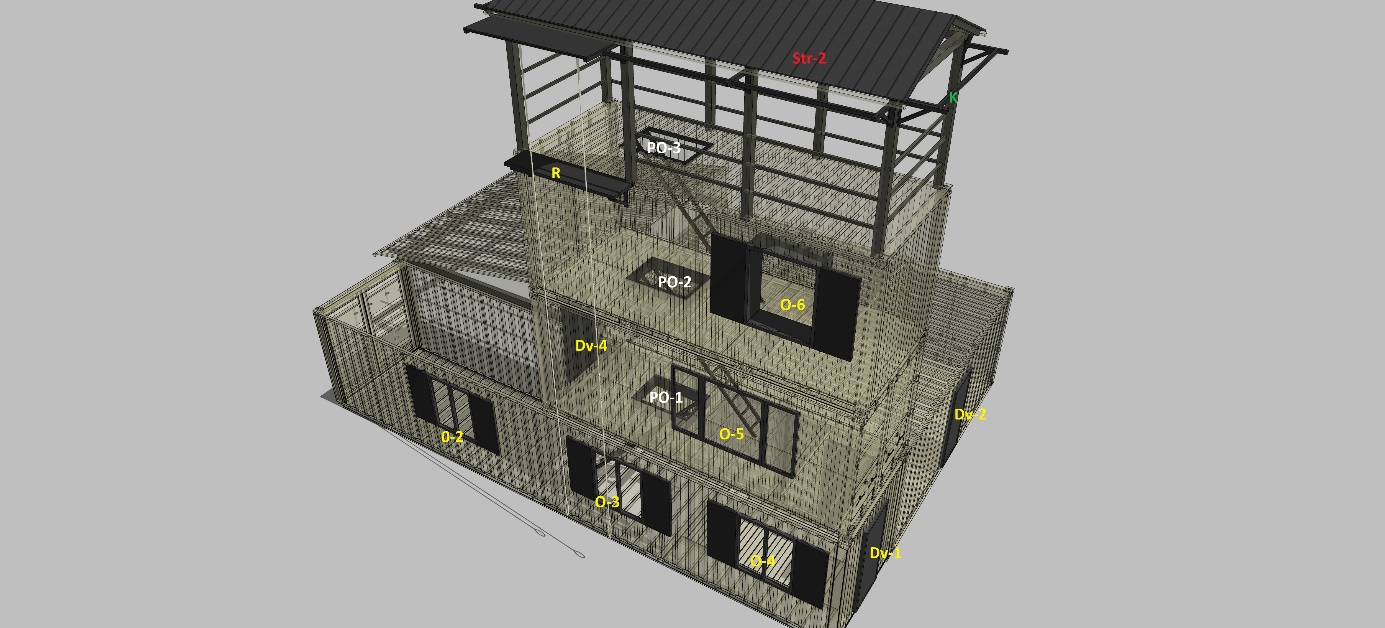 Str-2
K
PO-3
R
PO-2
O-6
Dv-4
PO-1
Dv-2
O-5
0-2
O-3
Dv-1
O-4